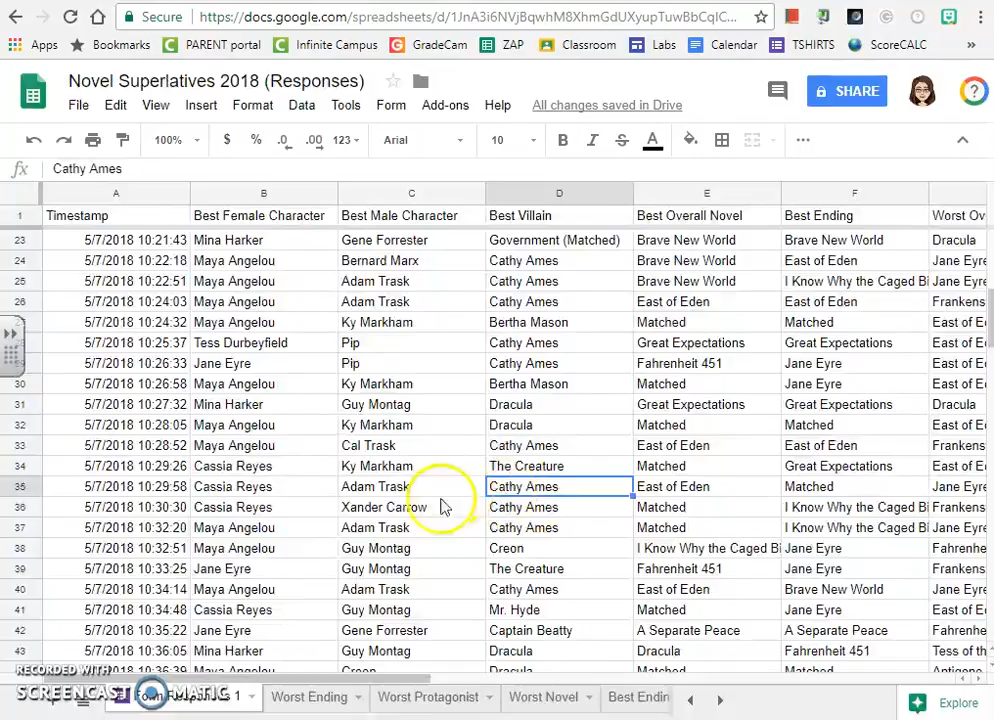 Secure https://docs.google.com/spreadsheets/d/1JnA3i6NVjBqwhM8XhmGdUXyupTuwBbCqIC...
Apps Bookmarks PARENT portal Infinite Campus GradeCam ZAP Classroom Labs Calendar TSHIRTS ScoreCALC »
Novel Superlatives 2018 (Responses)
File Edit View Insert Format Data Tools Form Add-ons Help All changes saved in Drive SHARE
100% $ % .0 .00 123 Arial 10 B I S A
fx Cathy Ames
A B C D E F
1 Timestamp Best Female Character Best Male Character Best Villain Best Overall Novel Best Ending Worst Ov
23 5/7/2018 10:21:43 Mina Harker Gene Forrester Government (Matched) Brave New World Brave New World Dracula
24 5/7/2018 10:22:18 Maya Angelou Bernard Marx Cathy Ames Brave New World East of Eden Jane Eyre
25 5/7/2018 10:22:51 Maya Angelou Adam Trask Cathy Ames Brave New World I Know Why the Caged Bi Jane Eyre
26 5/7/2018 10:24:03 Maya Angelou Adam Trask Cathy Ames East of Eden East of Eden Frankens
5/7/2018 10:24:32 Maya Angelou Ky Markham Bertha Mason Matched Matched East of E
5/7/2018 10:25:37 Tess Durbeyfield Pip Cathy Ames Great Expectations Great Expectations East of E
5/7/2018 10:26:33 Jane Eyre Pip Cathy Ames Fahrenheit 451 Jane Eyre East of E
30 5/7/2018 10:26:58 Maya Angelou Ky Markham Bertha Mason Matched Jane Eyre East of E
31 5/7/2018 10:27:32 Mina Harker Guy Montag Dracula Great Expectations Great Expectations Dracula
32 5/7/2018 10:28:05 Maya Angelou Ky Markham Dracula Matched Matched East of E
33 5/7/2018 10:28:52 Maya Angelou Cal Trask Cathy Ames East of Eden East of Eden Frankens
34 5/7/2018 10:29:26 Cassia Reyes Ky Markham The Creature Matched Great Expectations East of E
35 5/7/2018 10:29:58 Cassia Reyes Adam Trask Cathy Ames East of Eden Matched Jane Eyre
36 5/7/2018 10:30:30 Cassia Reyes Xander Carrow Cathy Ames Matched I Know Why the Caged Bi East of E
37 5/7/2018 10:32:20 Maya Angelou Adam Trask Cathy Ames Matched I Know Why the Caged Bi Jane Eyre
38 5/7/2018 10:32:51 Maya Angelou Guy Montag Creon I Know Why the Caged Bi Jane Eyre Fahrenhe
39 5/7/2018 10:33:25 Jane Eyre Guy Montag The Creature Fahrenheit 451 Jane Eyre Frankens
40 5/7/2018 10:34:14 Maya Angelou Adam Trask Cathy Ames East of Eden Brave New World Jane Eyre
41 5/7/2018 10:34:48 Cassia Reyes Guy Montag Mr. Hyde Matched Jane Eyre East of E
42 5/7/2018 10:35:22 Jane Eyre Gene Forrester Captain Beatty A Separate Peace A Separate Peace East of E
43 5/7/2018 10:36:05 Mina Harker Guy Montag Dracula Dracula Fahrenheit 451 Tess of th
5/7/2018 10:36:39 Maya Angelou Creon Dracula Matched Matched Antigone
RECORDED WITH
SCREENCAST MATIC
1 Worst Ending Worst Protagonist Worst Novel Best Endin Explore